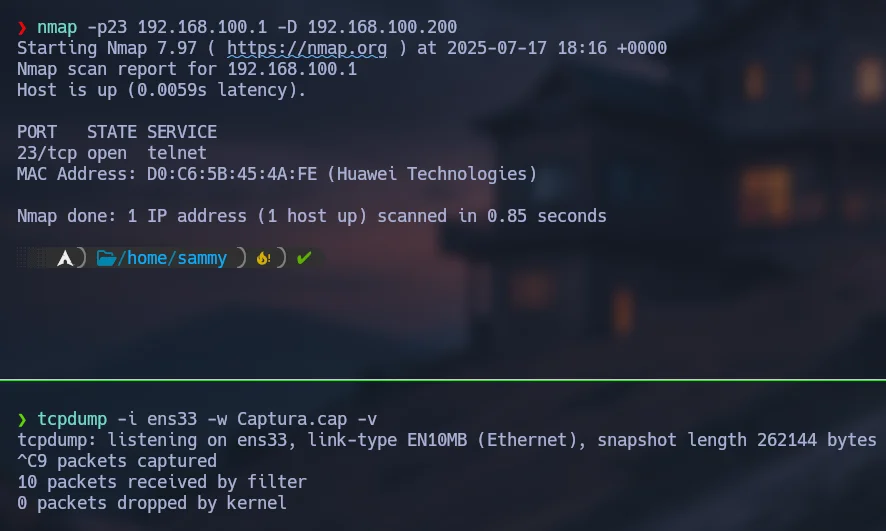 ❯ nmap -p23 192.168.100.1 -D 192.168.100.200
Starting Nmap 7.97 ( https://nmap.org ) at 2025-07-17 18:16 +0000
Nmap scan report for 192.168.100.1
Host is up (0.0059s latency).
PORT   STATE SERVICE
23/tcp open  telnet
MAC Address: D0:C6:5B:45:4A:FE (Huawei Technologies)
Nmap done: 1 IP address (1 host up) scanned in 0.85 seconds
/home/sammy ) ! ) ✔
❯ tcpdump -i ens33 -w Captura.cap -v
tcpdump: listening on ens33, link-type EN10MB (Ethernet), snapshot length 262144 bytes
^C9 packets captured
10 packets received by filter
0 packets dropped by kernel